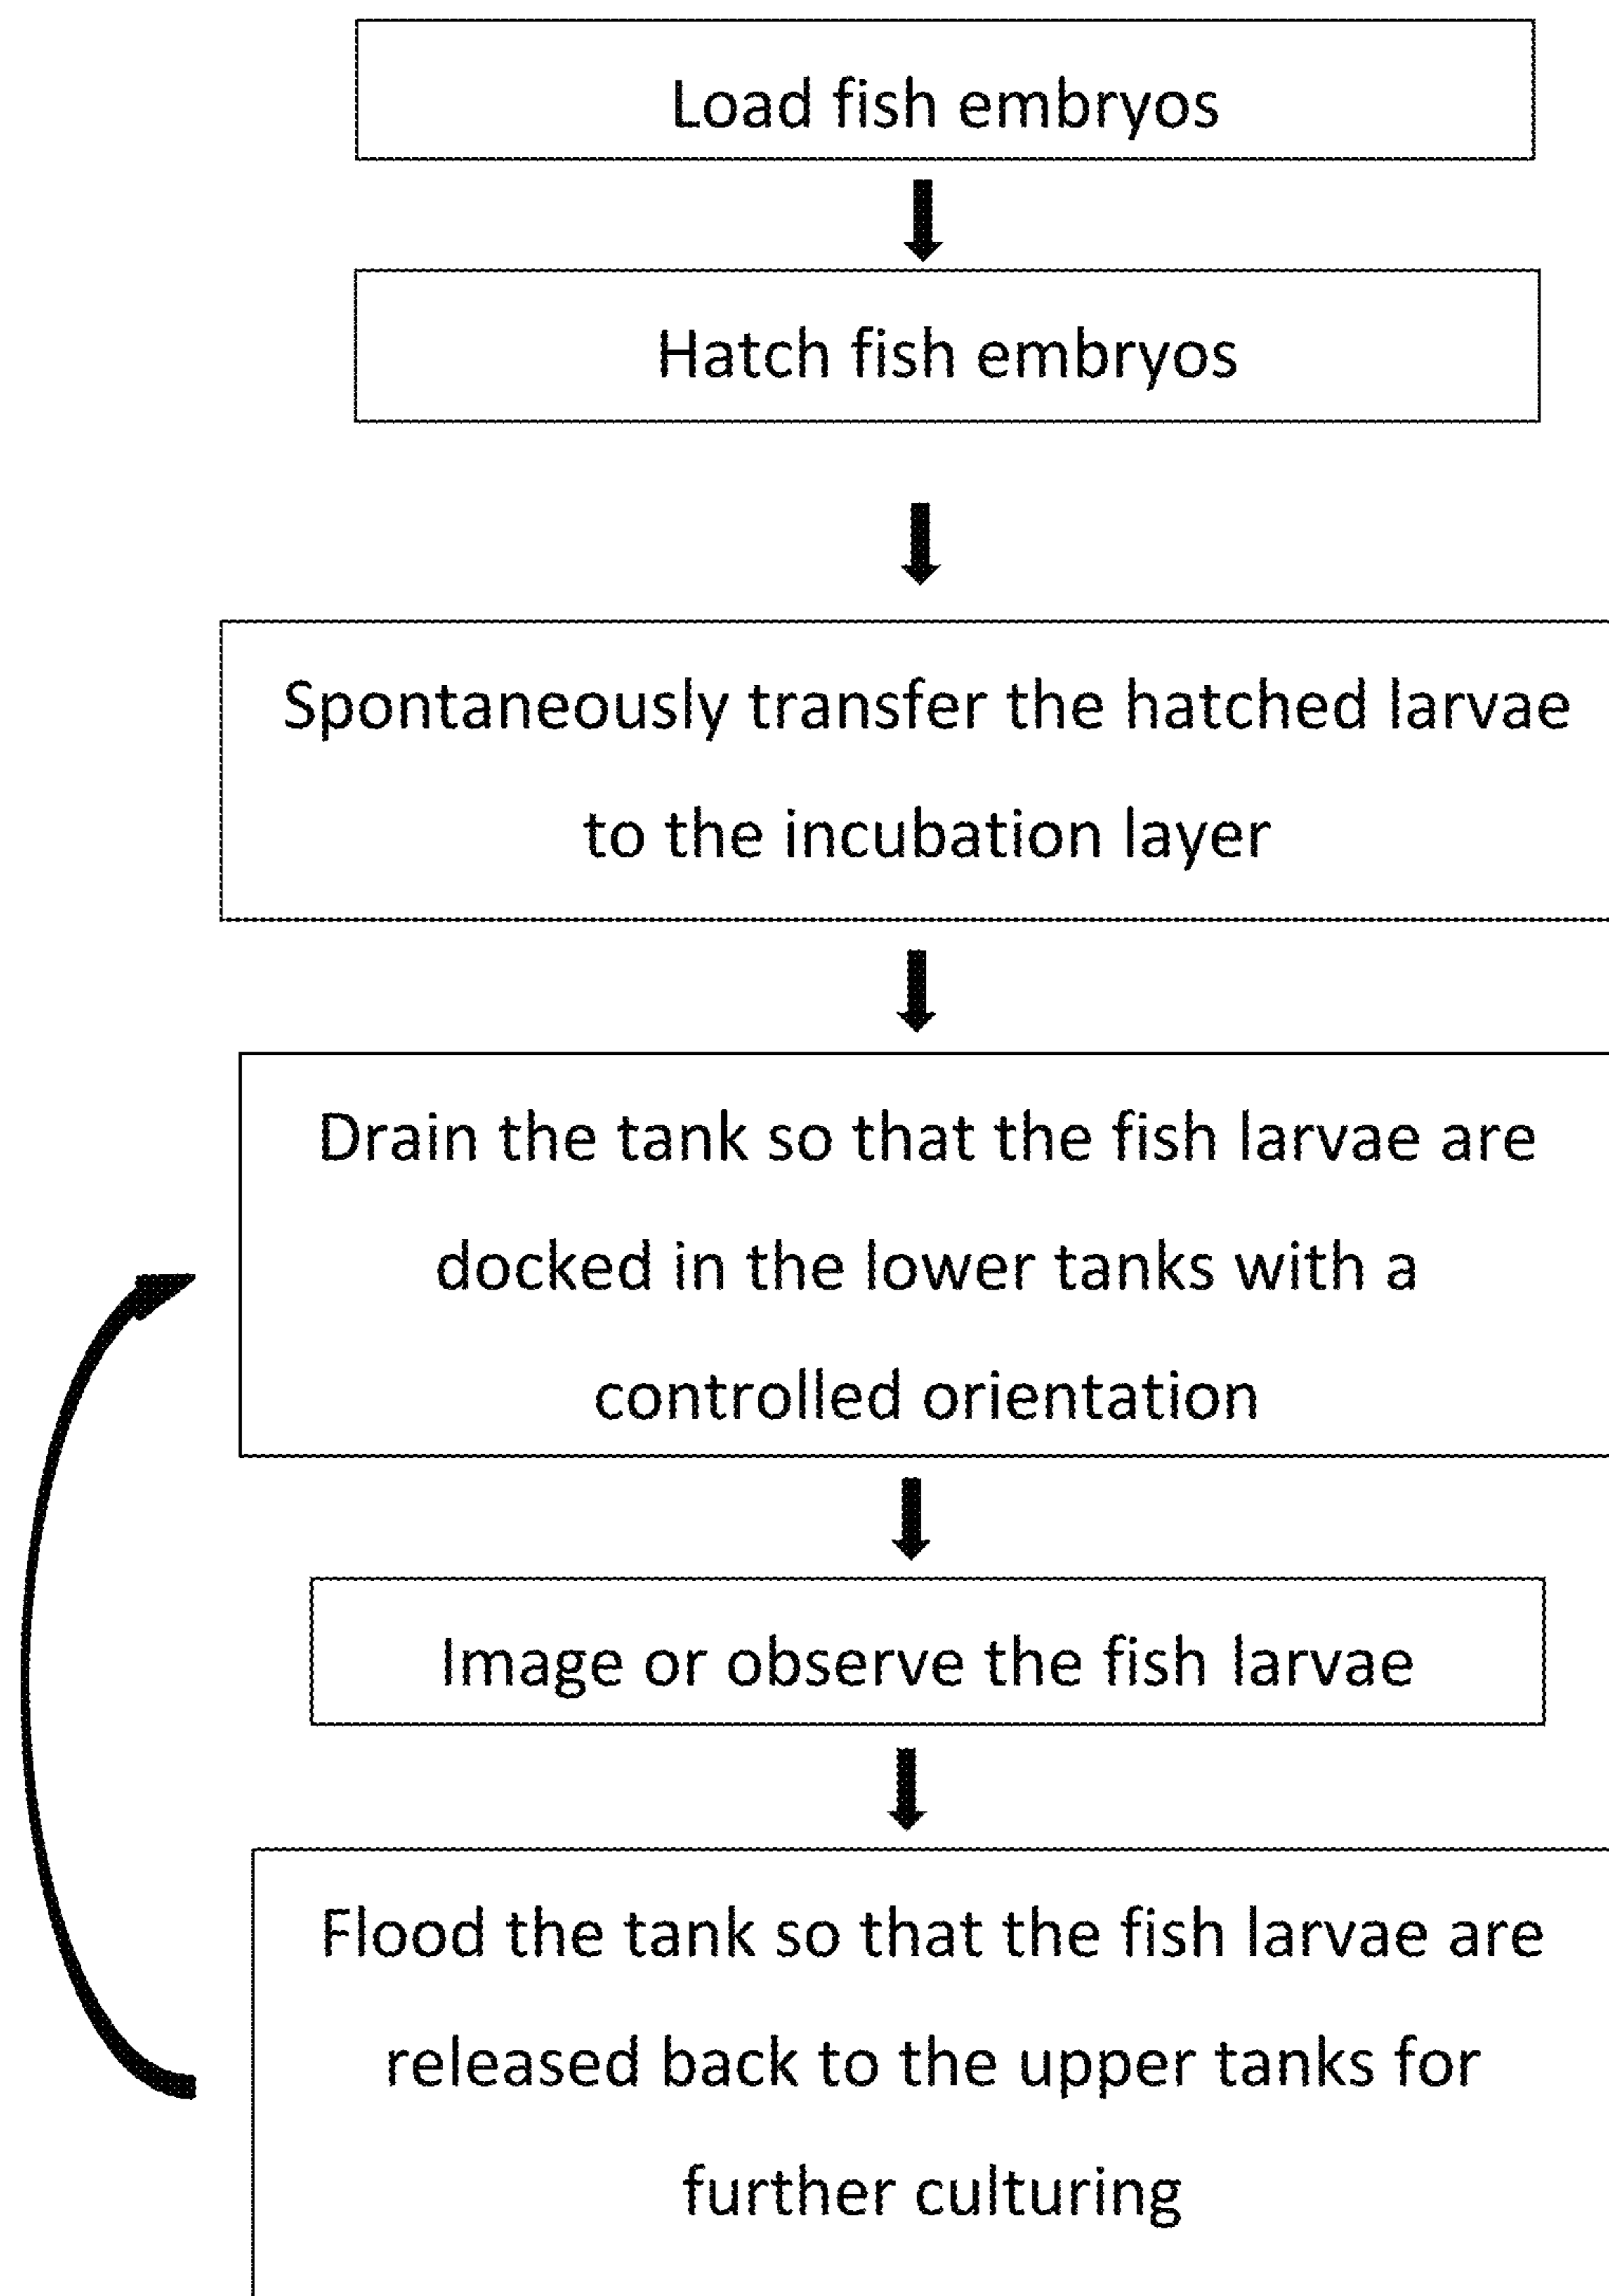 Load fish embryos
Hatch fish embryos
Spontaneously transfer the hatched larvae
to the incubation layer
Drain the tank so that the fish larvae are
docked in the lower tanks with a
controlled orientation
Image or observe the fish larvae
Flood the tank so that the fish larvae are
released back to the upper tanks for
further culturing